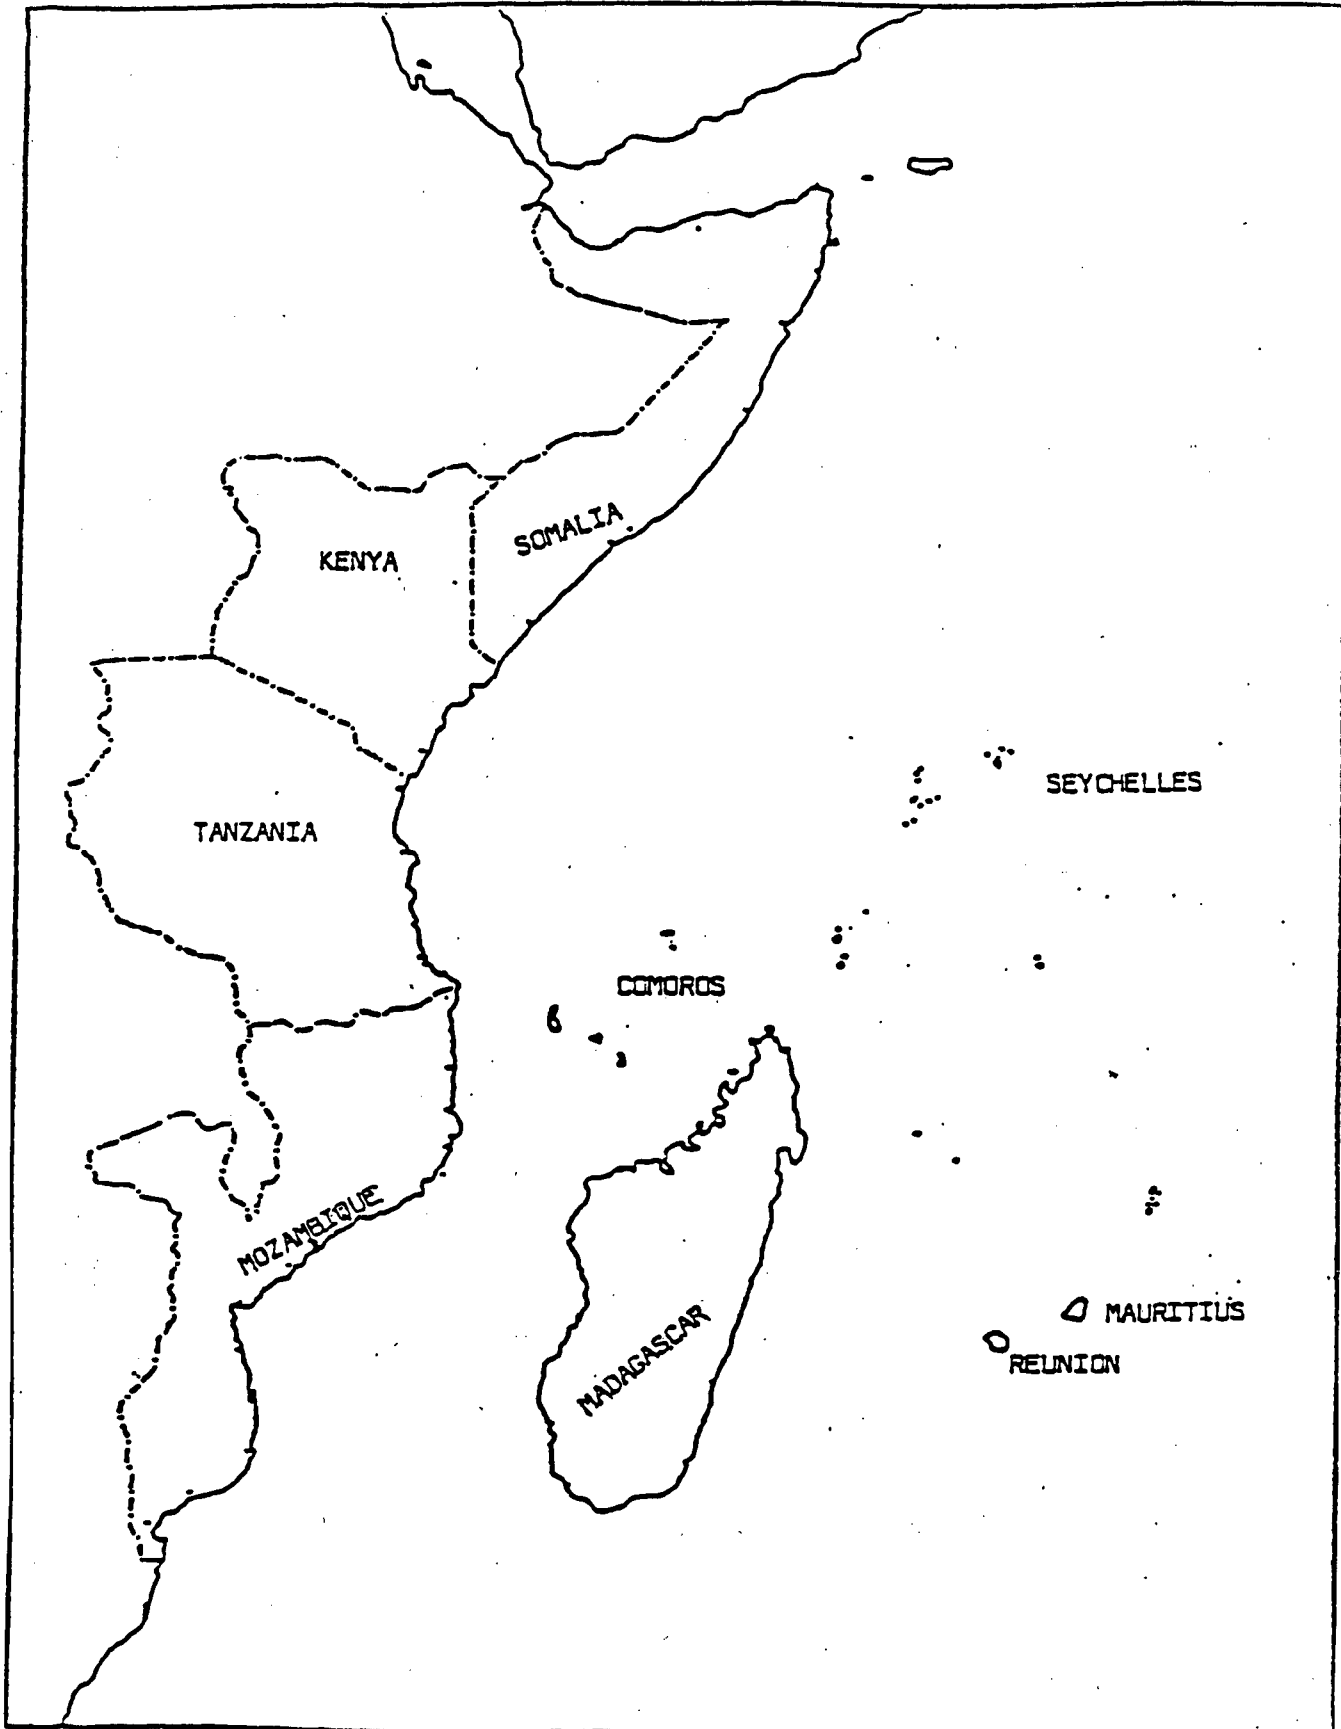 SOMALIA
KENYA
SEYCHELLES
TANZANIA
COMOROS
MOZAMBIQUE
MAURITIUS
MADAGASCAR
REUNION